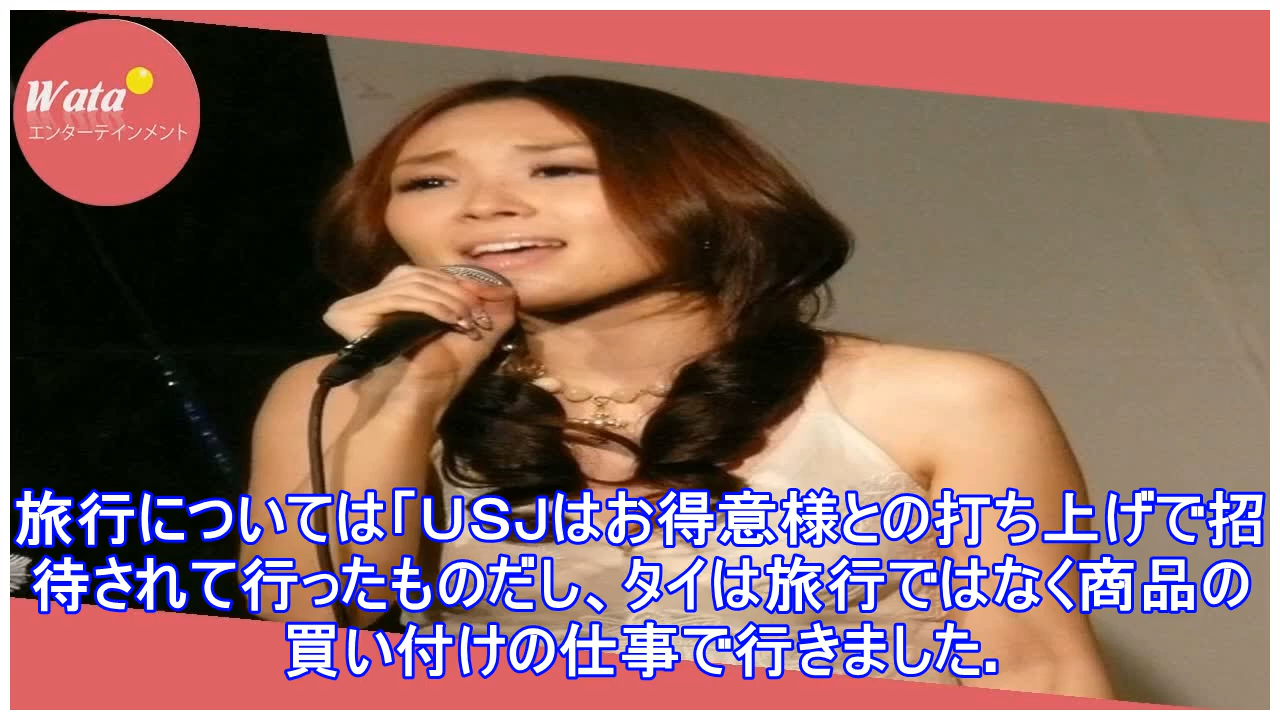 Wata
エンターテインメント
旅行については「ＵＳＪはお得意様との打ち上げで招
待されて行ったものだし、タイは旅行ではなく商品の
買い付けの仕事で行きました.